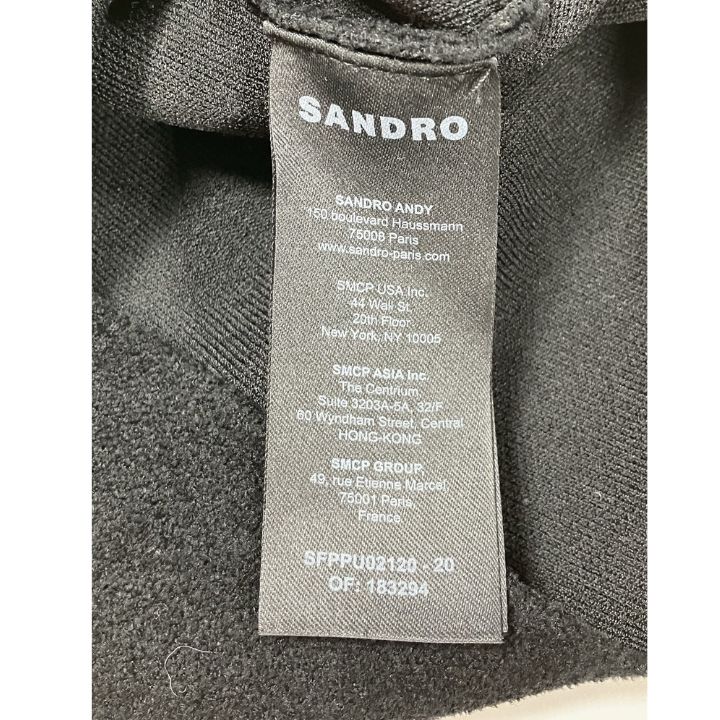 SANDRO
SANDRO ANDY
150 boulevard Haussmann
75008 Paris
www.sandro-paris.com
SMCP USA Inc.
44 Wall St.
20th Floor
New York, NY 10005
SMCP ASIA Inc.
The Centrium,
Suite 3203A-5A, 32/F
60 Wyndham Street, Central
HONG-KONG
SMCP GROUP.
49, rue Etienne Marcel
75001 Paris
France
SFPPU02120 - 20
OF: 183294